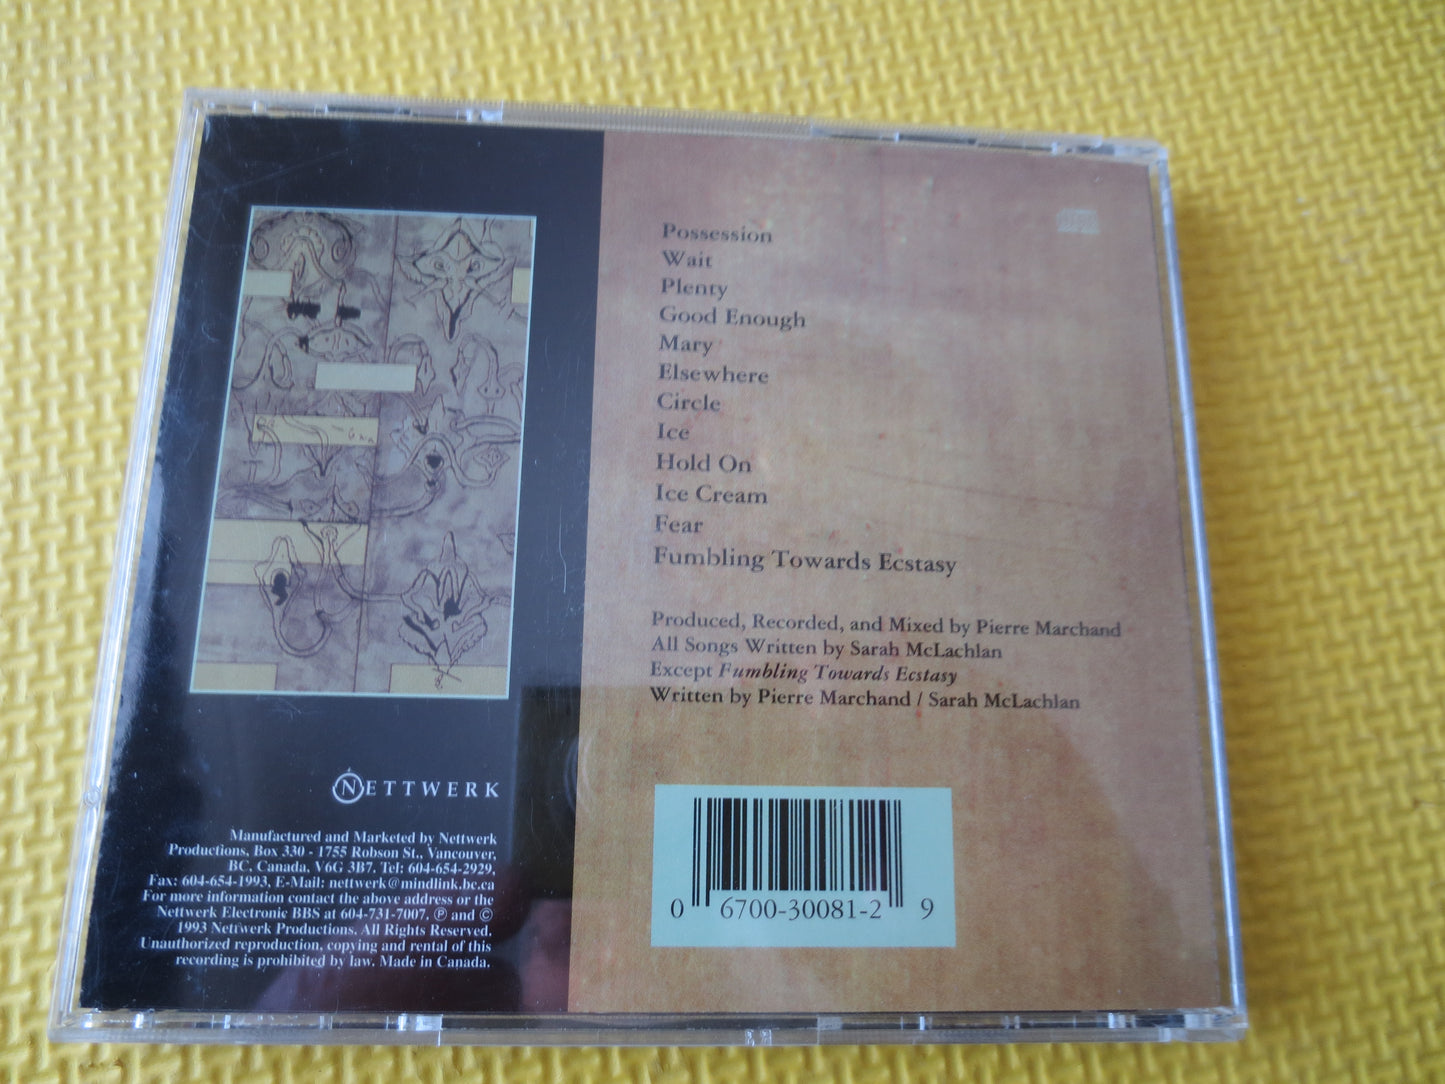 Possession
Wait
Plenty
Good Enough
Mary
Elsewhere
Circle
Ice
Hold On
Ice Cream
Fear
Fumbling Towards Ecstasy
Produced, Recorded, and Mixed by Pierre Marchand
All Songs Written by Sarah McLachlan
Except Fumbling Towards Ecstasy
Written by Pierre Marchand / Sarah McLachlan
NETTWERK
Manufactured and Marketed by Nettwerk
Productions, Box 330 - 1755 Robson St., Vancouver,
BC, Canada, V6G 3B7. Tel: 604-654-2929,
Fax: 604-654-1993, E-Mail: nettwerk@mindlink.bc.ca
For more information contact the above address or the
Nettwerk Electronic BBS at 604-731-7007. ℗ and ©
1993 Nettwerk Productions. All Rights Reserved.
Unauthorized reproduction, copying and rental of this
recording is prohibited by law. Made in Canada.
0 6700-30081-2 9